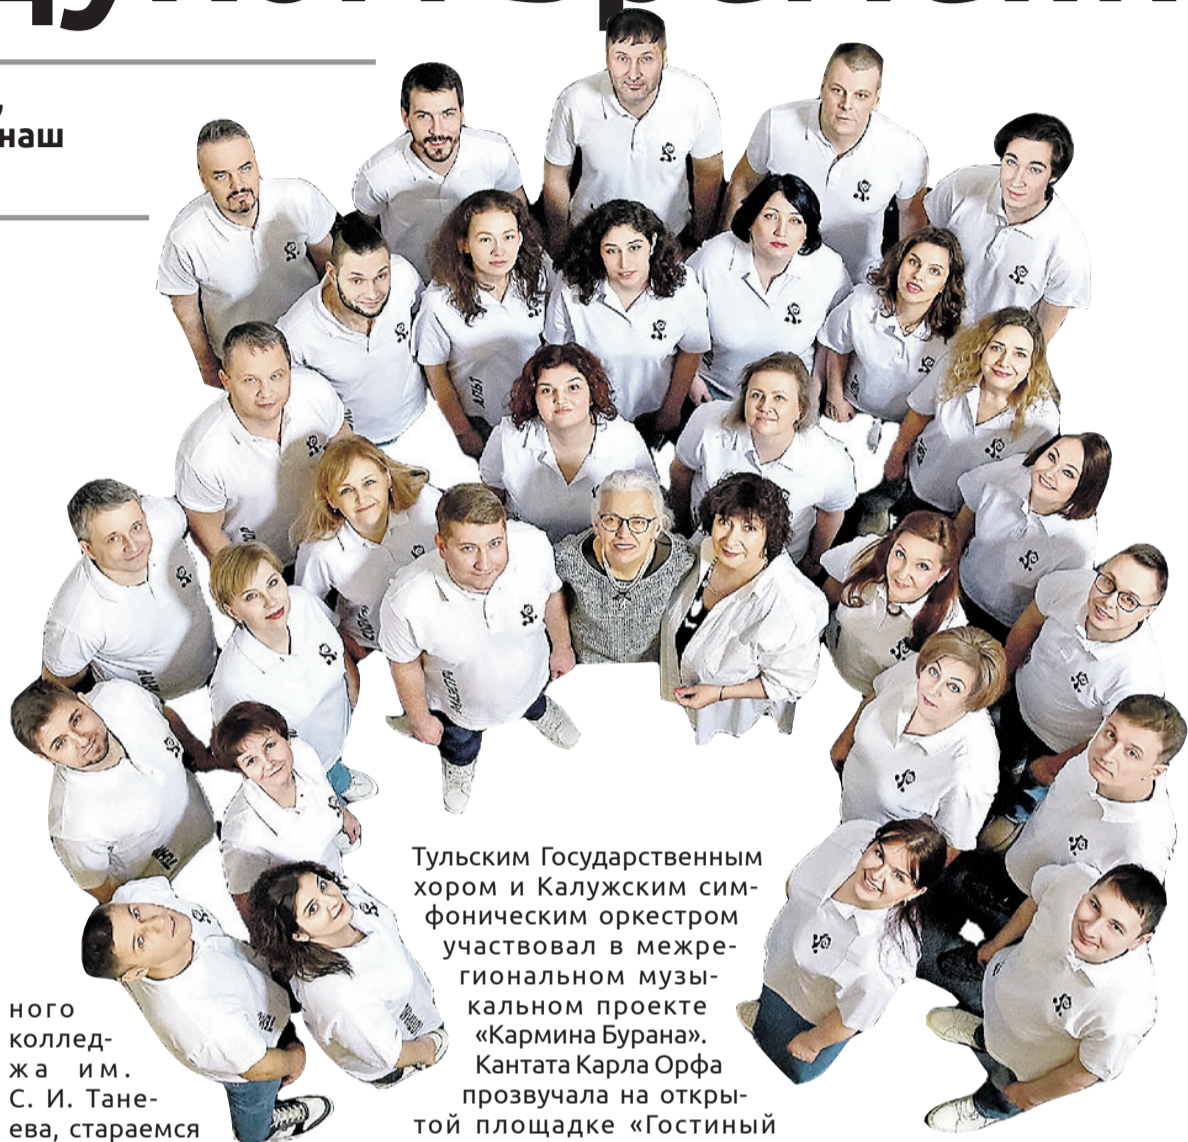 наш
ного
коллед-
жа им.
С. И. Тане-
ева, стараемся
Тульским Государственным
хором и Калужским сим-
фоническим оркестром
участвовал в межре-
гиональном музы-
кальном проекте
«Кармина Бурана».
Кантата Карла Орфа
прозвучала на откры-
той площадке «Гостиный